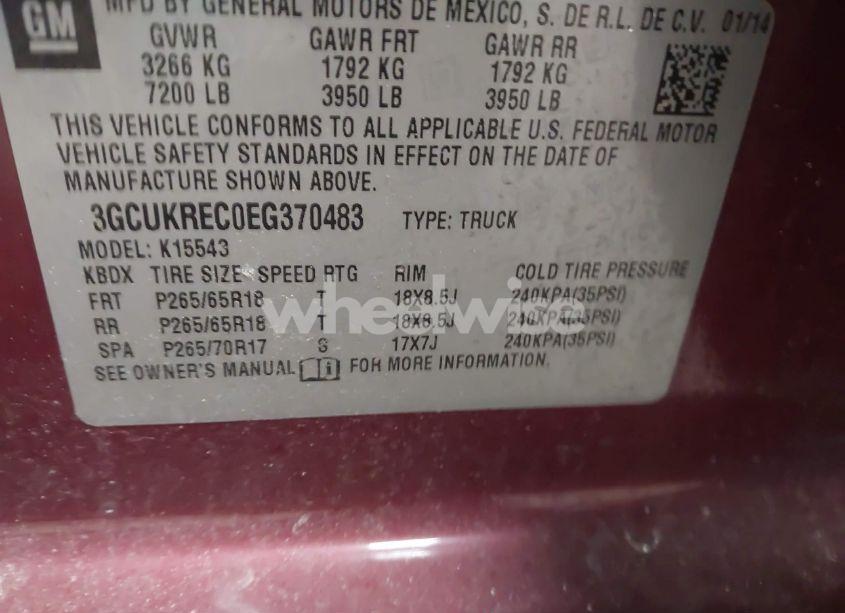 GM
MFD BY GENERAL MOTORS DE MEXICO, S. DE R.L. DE C.V. 01/14
GVWR GAWR FRT GAWR RR
3266 KG 1792 KG 1792 KG
7200 LB 3950 LB 3950 LB
THIS VEHICLE CONFORMS TO ALL APPLICABLE U.S. FEDERAL MOTOR
VEHICLE SAFETY STANDARDS IN EFFECT ON THE DATE OF
MANUFACTURE SHOWN ABOVE.
3GCUKREC0EG370483 TYPE: TRUCK
MODEL: K15543
KBDX TIRE SIZE SPEED RTG RIM COLD TIRE PRESSURE
FRT P265/65R18 T 18X8.5J 240KPA(35PSI)
RR P265/65R18 T 18X8.5J 240KPA(35PSI)
SPA P265/70R17 S 17X7J 240KPA(35PSI)
SEE OWNER'S MANUAL FOR MORE INFORMATION.
wheelwise